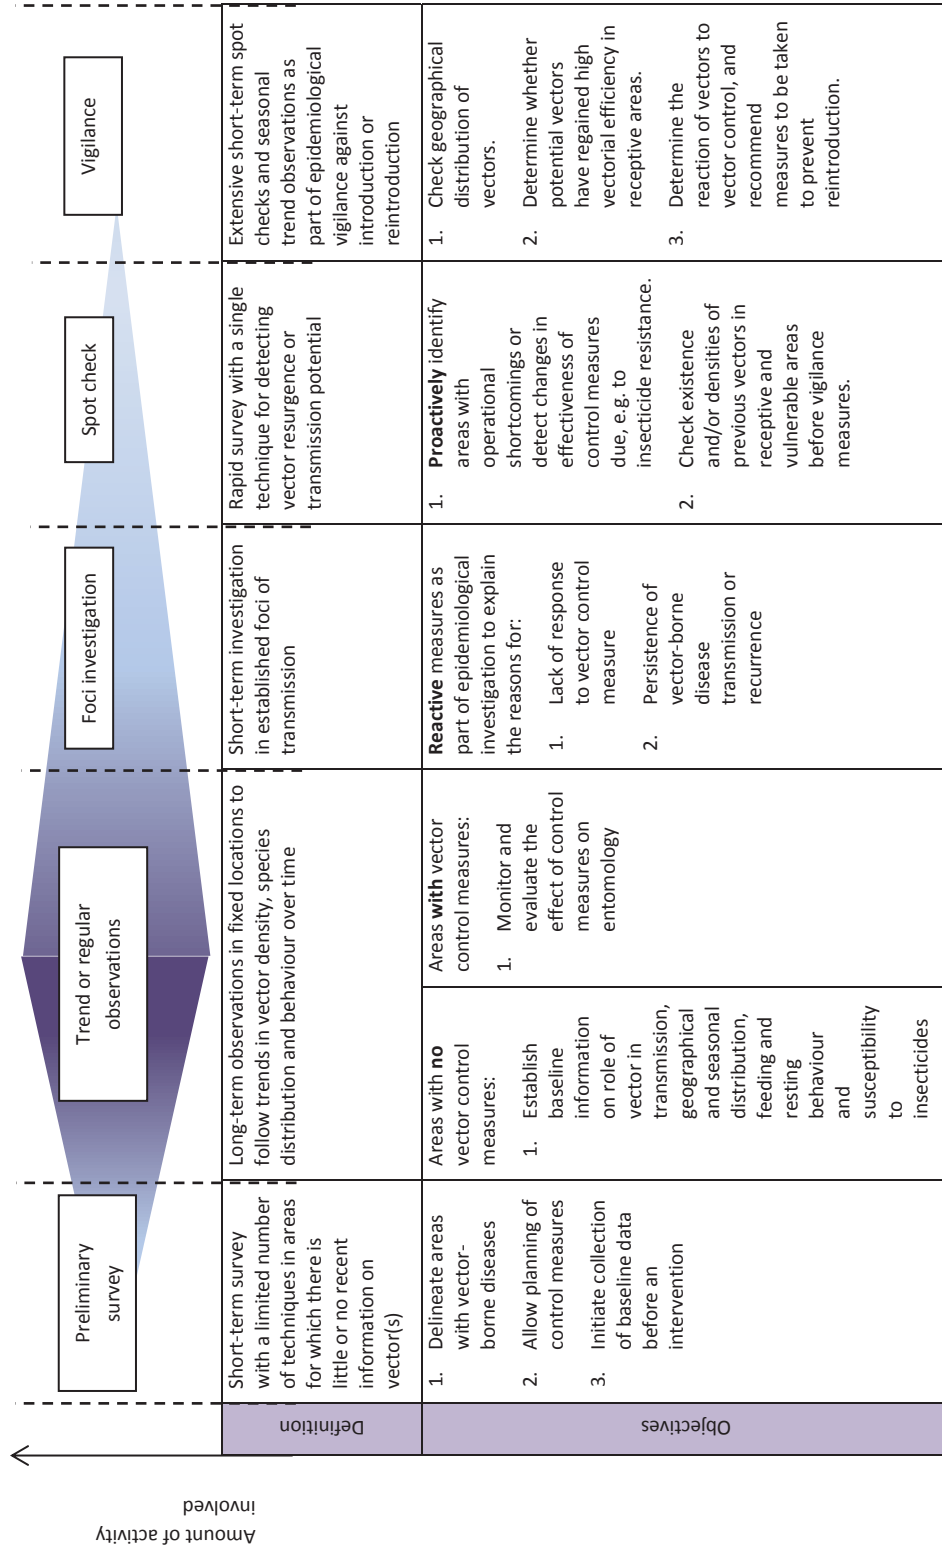 Amount of activity
involved
Preliminary
survey
Trend or regular
observations
Foci investigation
Spot check
Vigilance
Definition
Short-term survey
with a limited number
of techniques in areas
for which there is
little or no recent
information on
vector(s)
Long-term observations in fixed locations to
follow trends in vector density, species
distribution and behaviour over time
Short-term investigation
in established foci of
transmission
Rapid survey with a single
technique for detecting
vector resurgence or
transmission potential
Extensive short-term spot
checks and seasonal
trend observations as
part of epidemiological
vigilance against
introduction or
reintroduction
Objectives
1. Delineate areas
with vector-
borne diseases
2. Allow planning of
control measures
3. Initiate collection
of baseline data
before an
intervention
Areas with no
vector control
measures:
1. Establish
baseline
information
on role of
vector in
transmission,
geographical
and seasonal
distribution,
feeding and
resting
behaviour
and
susceptibility
to
insecticides
Areas with vector
control measures:
1. Monitor and
evaluate the
effect of control
measures on
entomology
Reactive measures as
part of epidemiological
investigation to explain
the reasons for:
1. Lack of response
to vector control
measure
2. Persistence of
vector-borne
disease
transmission or
recurrence
1. Proactively identify
areas with
operational
shortcomings or
detect changes in
effectiveness of
control measures
due, e.g. to
insecticide resistance.
2. Check existence
and/or densities of
previous vectors in
receptive and
vulnerable areas
before vigilance
measures.
1. Check geographical
distribution of
vectors.
2. Determine whether
potential vectors
have regained high
vectorial efficiency in
receptive areas.
3. Determine the
reaction of vectors to
vector control, and
recommend
measures to be taken
to prevent
reintroduction.